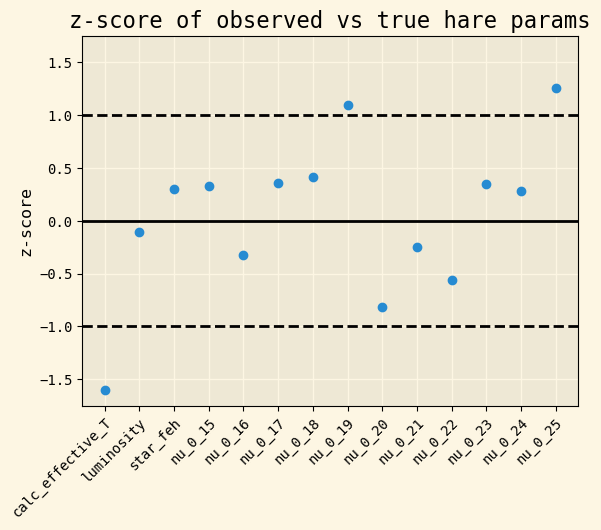 z-score of observed vs true hare params
z-score
1.5
1.0
0.5
0.0
−0.5
−1.0
−1.5
calc_effective_T
luminosity
star_feh
nu_0_15
nu_0_16
nu_0_17
nu_0_18
nu_0_19
nu_0_20
nu_0_21
nu_0_22
nu_0_23
nu_0_24
nu_0_25